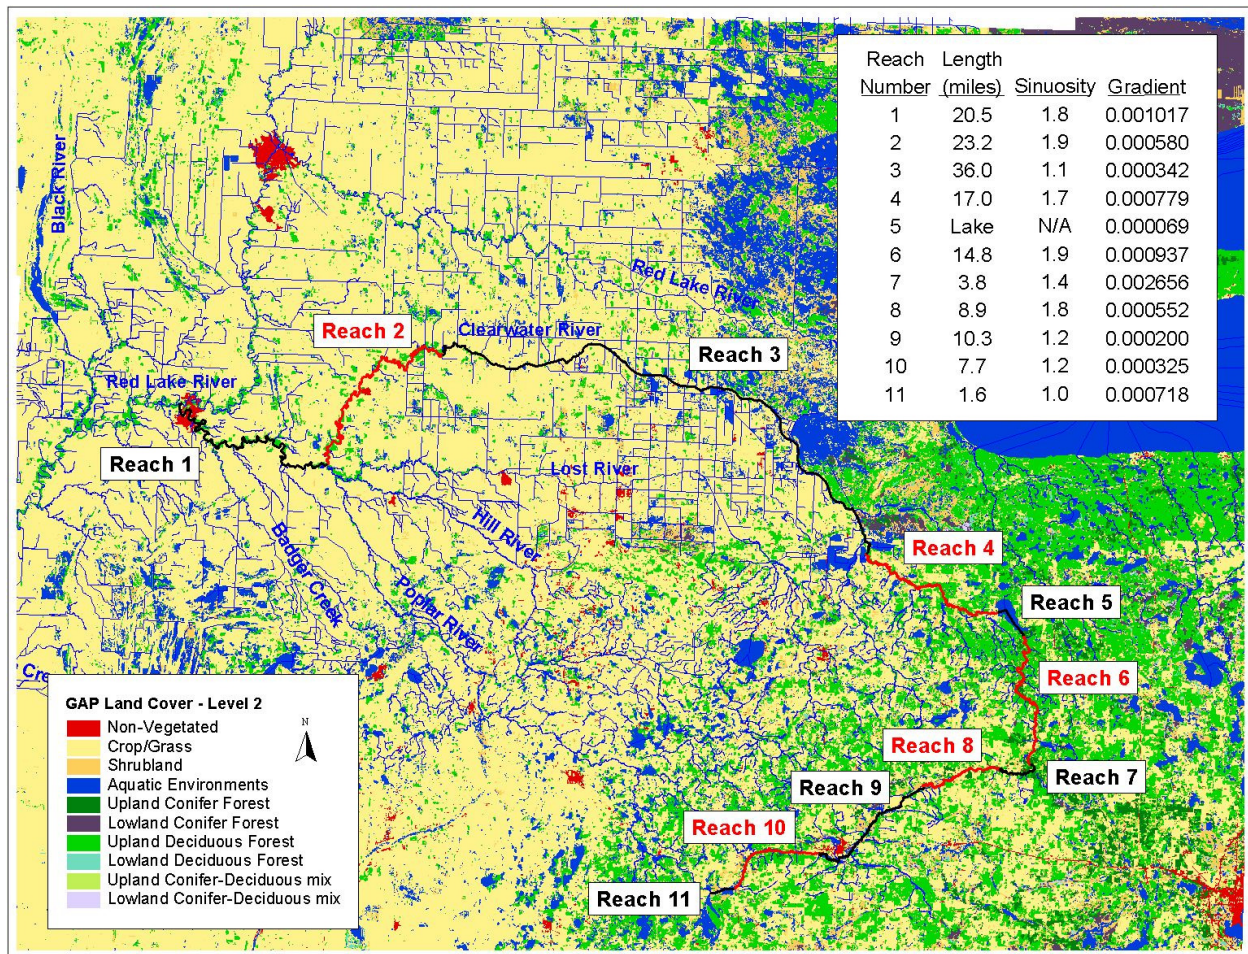 Reach Length
Number (miles) Sinuosity Gradient
1 20.5 1.8 0.001017
2 23.2 1.9 0.000580
3 36.0 1.1 0.000342
4 17.0 1.7 0.000779
5 Lake N/A 0.000069
6 14.8 1.9 0.000937
7 3.8 1.4 0.002656
8 8.9 1.8 0.000552
9 10.3 1.2 0.000200
10 7.7 1.2 0.000325
11 1.6 1.0 0.000718
Black River
Red Lake River
Reach 2
Clearwater River
Reach 3
Red Lake River
Reach 1
Lost River
Hill River
Badger Creek
Poplar River
Reach 4
Reach 5
Reach 6
Reach 8
Reach 7
Reach 9
Reach 10
Reach 11
Cre
GAP Land Cover - Level 2
N
Non-Vegetated
Crop/Grass
Shrubland
Aquatic Environments
Upland Conifer Forest
Lowland Conifer Forest
Upland Deciduous Forest
Lowland Deciduous Forest
Upland Conifer-Deciduous mix
Lowland Conifer-Deciduous mix